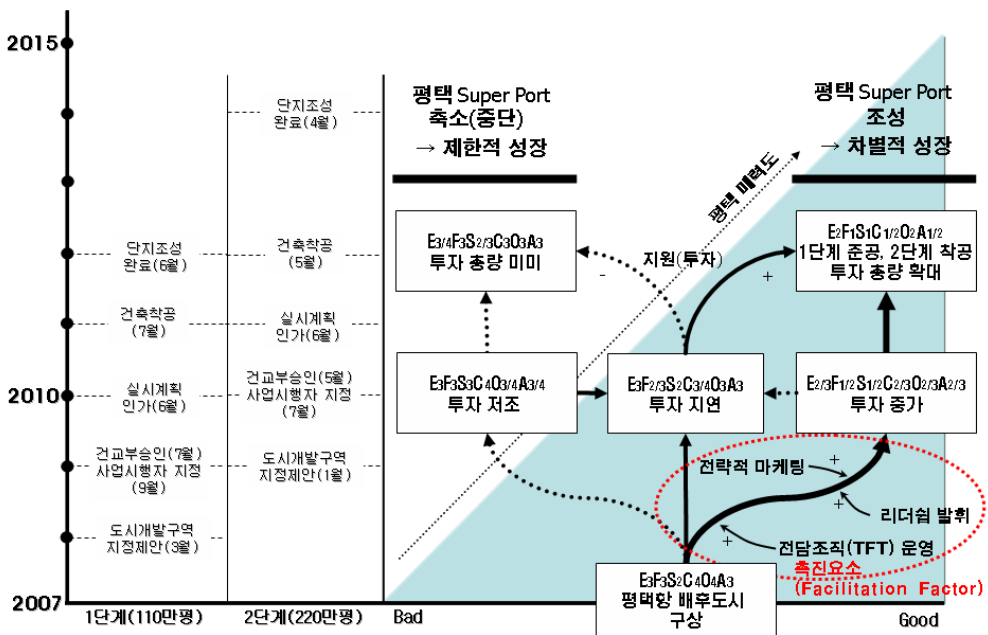 2015
단지조성
완료(4월)
평택 Super Port
축소(중단)
→ 제한적 성장
평택 Super Port
조성
→ 차별적 성장
평택 매력도
단지조성
완료(6월)
건축착공
(5월)
E3/4F3S2/3C3O3A3
투자 총량 미미
지원(투자)
-
+
E2F1S1C1/2O2A1/2
1단계 준공, 2단계 착공
투자 총량 확대
건축착공
(7월)
실시계획
인가(6월)
2010
실시계획
인가(6월)
건교부승인(5월)
사업시행자 지정
(7월)
E3F3S3C4O3/4A3/4
투자 저조
E3F2/3S2C3/4O3A3
투자 지연
E2/3F1/2S1/2C2/3O2/3A2/3
투자 증가
건교부승인(7월)
사업시행자 지정
(9월)
도시개발구역
지정제안(1월)
전략적 마케팅
+
+
리더쉽 발휘
도시개발구역
지정제안(3월)
+
전담조직(TFT) 운영
촉진요소
(Facilitation Factor)
E3F3S2C4O4A3
평택항 배후도시
구상
2007
1단계(110만평)
2단계(220만평)
Bad
Good